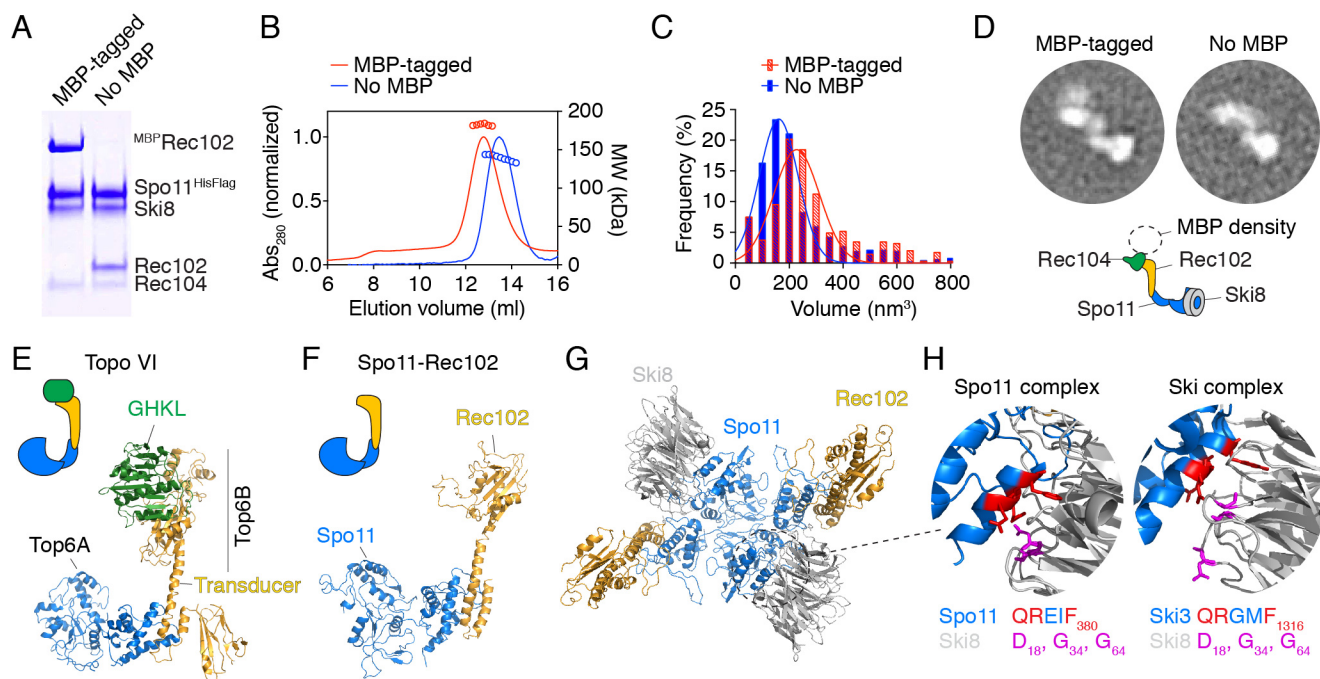 A
MBP-tagged
No MBP
MBPRec102
Spo11HisFlag
Ski8
Rec102
Rec104
B
MBP-tagged
No MBP
Abs280 (normalized)
1.0
0.5
0.0
200
150
100
50
0
MW (kDa)
6 8 10 12 14 16
Elution volume (ml)
C
MBP-tagged
No MBP
Frequency (%)
25
20
15
10
5
0
0 200 400 600 800
Volume (nm3)
D
MBP-tagged
No MBP
MBP density
Rec104
Rec102
Spo11
Ski8
E
Topo VI
GHKL
Top6B
Top6A
Transducer
F
Spo11-Rec102
Rec102
Spo11
G
Ski8
Spo11
Rec102
H
Spo11 complex
Ski complex
Spo11 QREIF380
Ski8 D18, G34, G64
Ski3 QRGMF1316
Ski8 D18, G34, G64